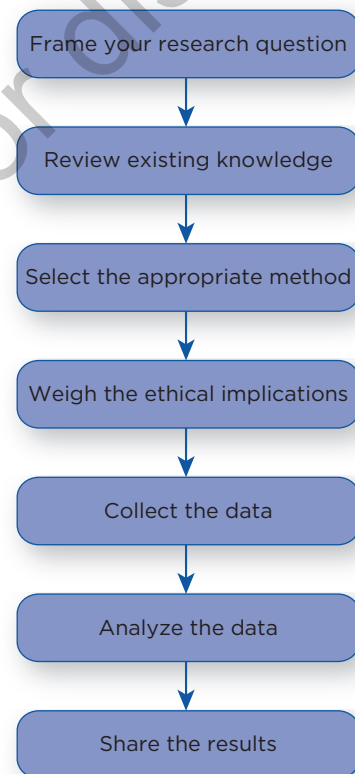 Frame your research question
Review existing knowledge
Select the appropriate method
Weigh the ethical implications
Collect the data
Analyze the data
Share the results